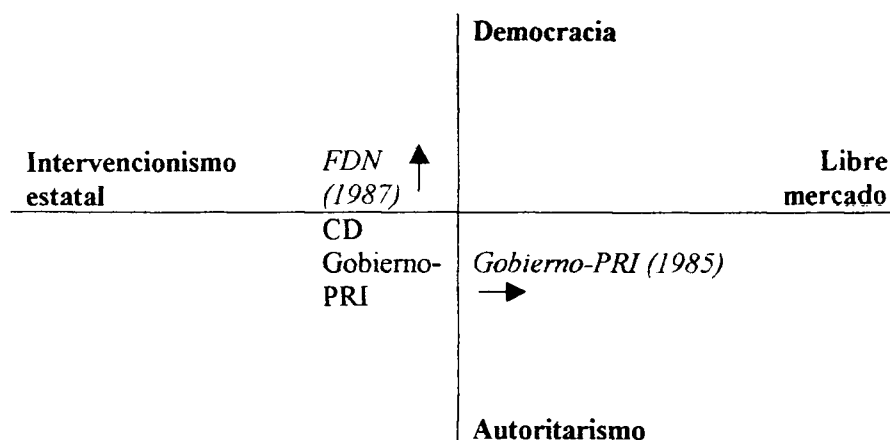 Democracia
Intervencionismo
estatal
FDN
(1987)
Libre
mercado
CD
Gobierno-
PRI
Gobierno-PRI (1985)
Autoritarismo